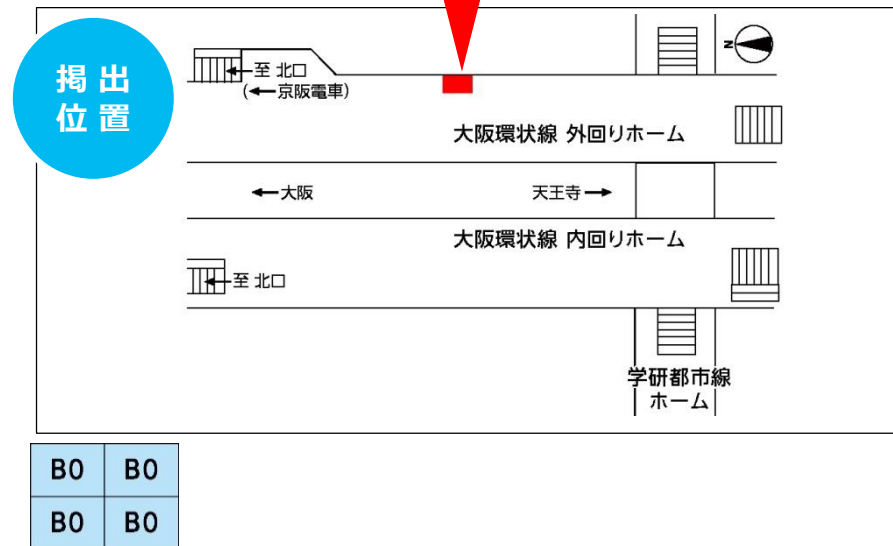 掲出
位置
←至 北口
(←京阪電車)
N
大阪環状線 外回りホーム
←大阪
天王寺→
大阪環状線 内回りホーム
←至 北口
学研都市線
ホーム
B0 B0
B0 B0